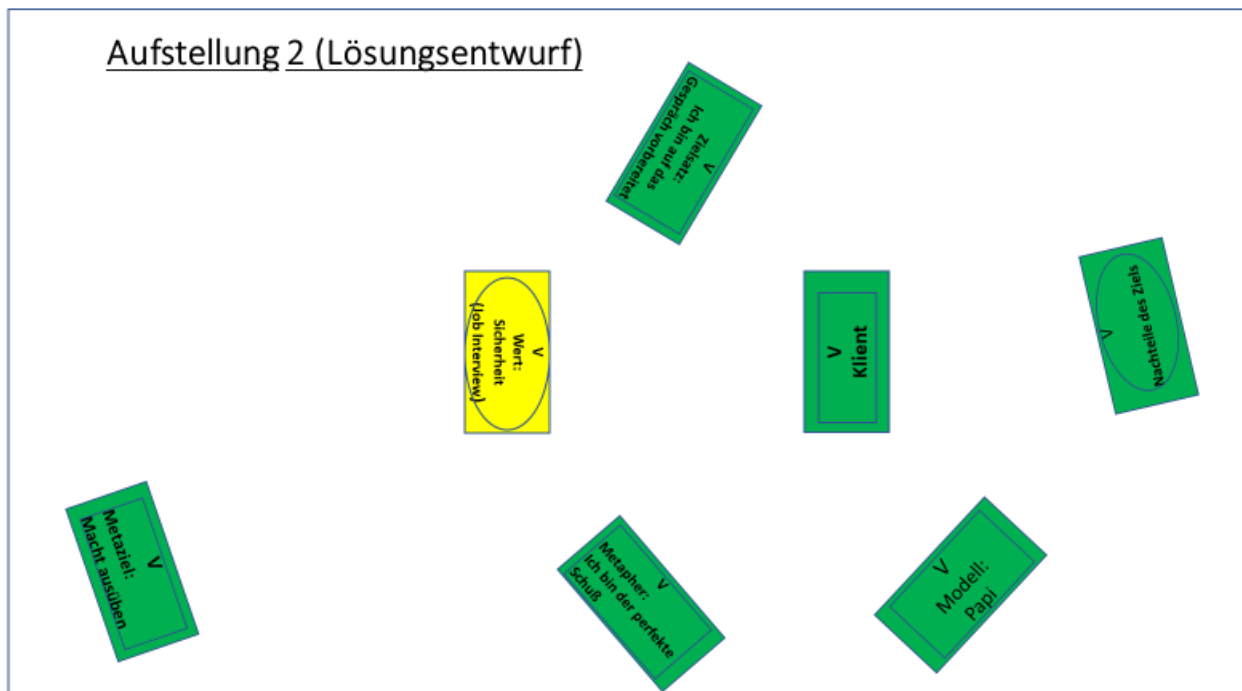 Aufstellung 2 (Lösungsentwurf)
V
Zielsatz:
Ich bin auf das
Gespräch vorbereitet
V
Wert:
Sicherheit
(Job Interview)
V
Klient
V
Nachteile des Ziels
V
Metaziel:
Macht ausüben
V
Metapher:
Ich bin der perfekte
Schuß
V
Modell:
Papi